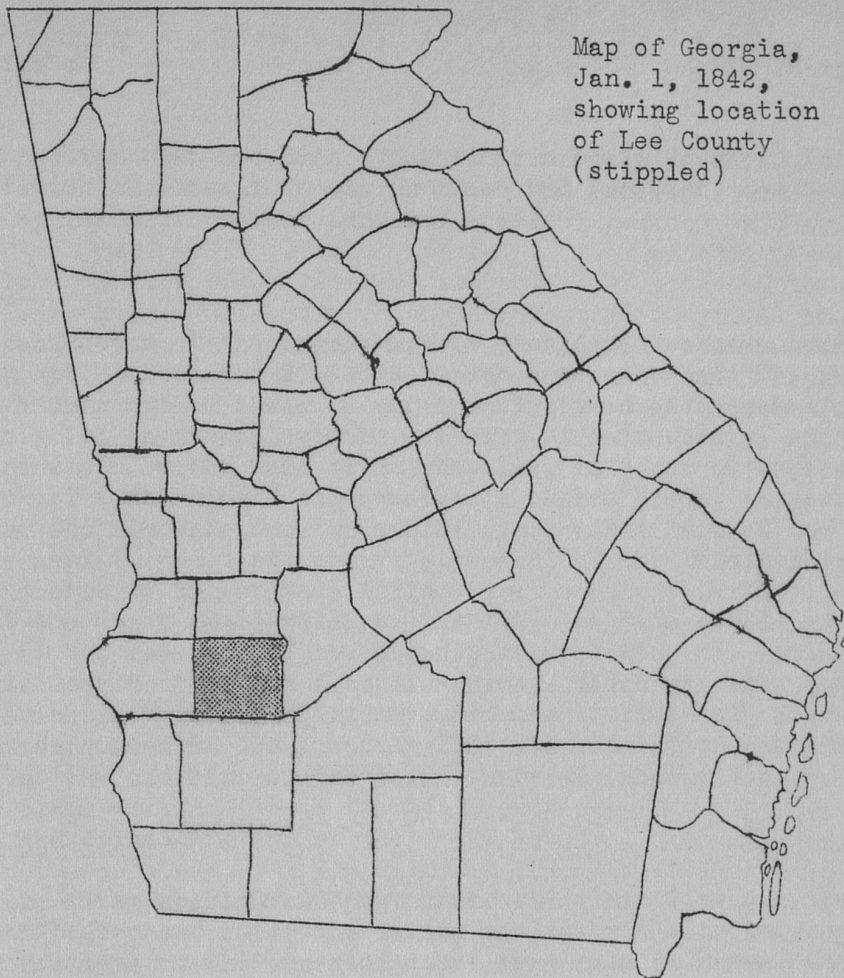 Map of Georgia,
Jan. 1, 1842,
showing location
of Lee County
(stippled)